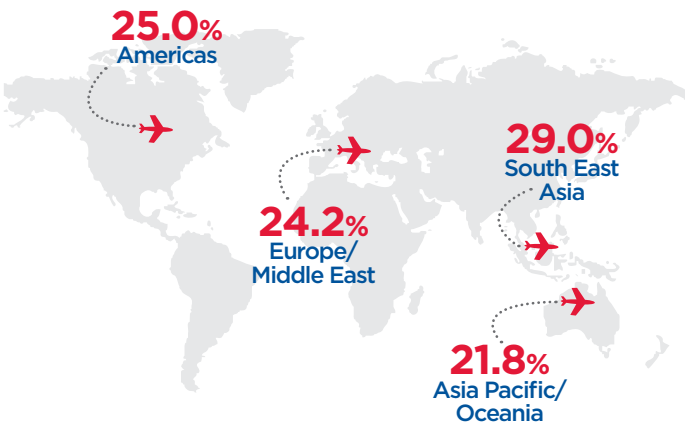 25.0%
Americas
29.0%
South East
Asia
24.2%
Europe/
Middle East
21.8%
Asia Pacific/
Oceania